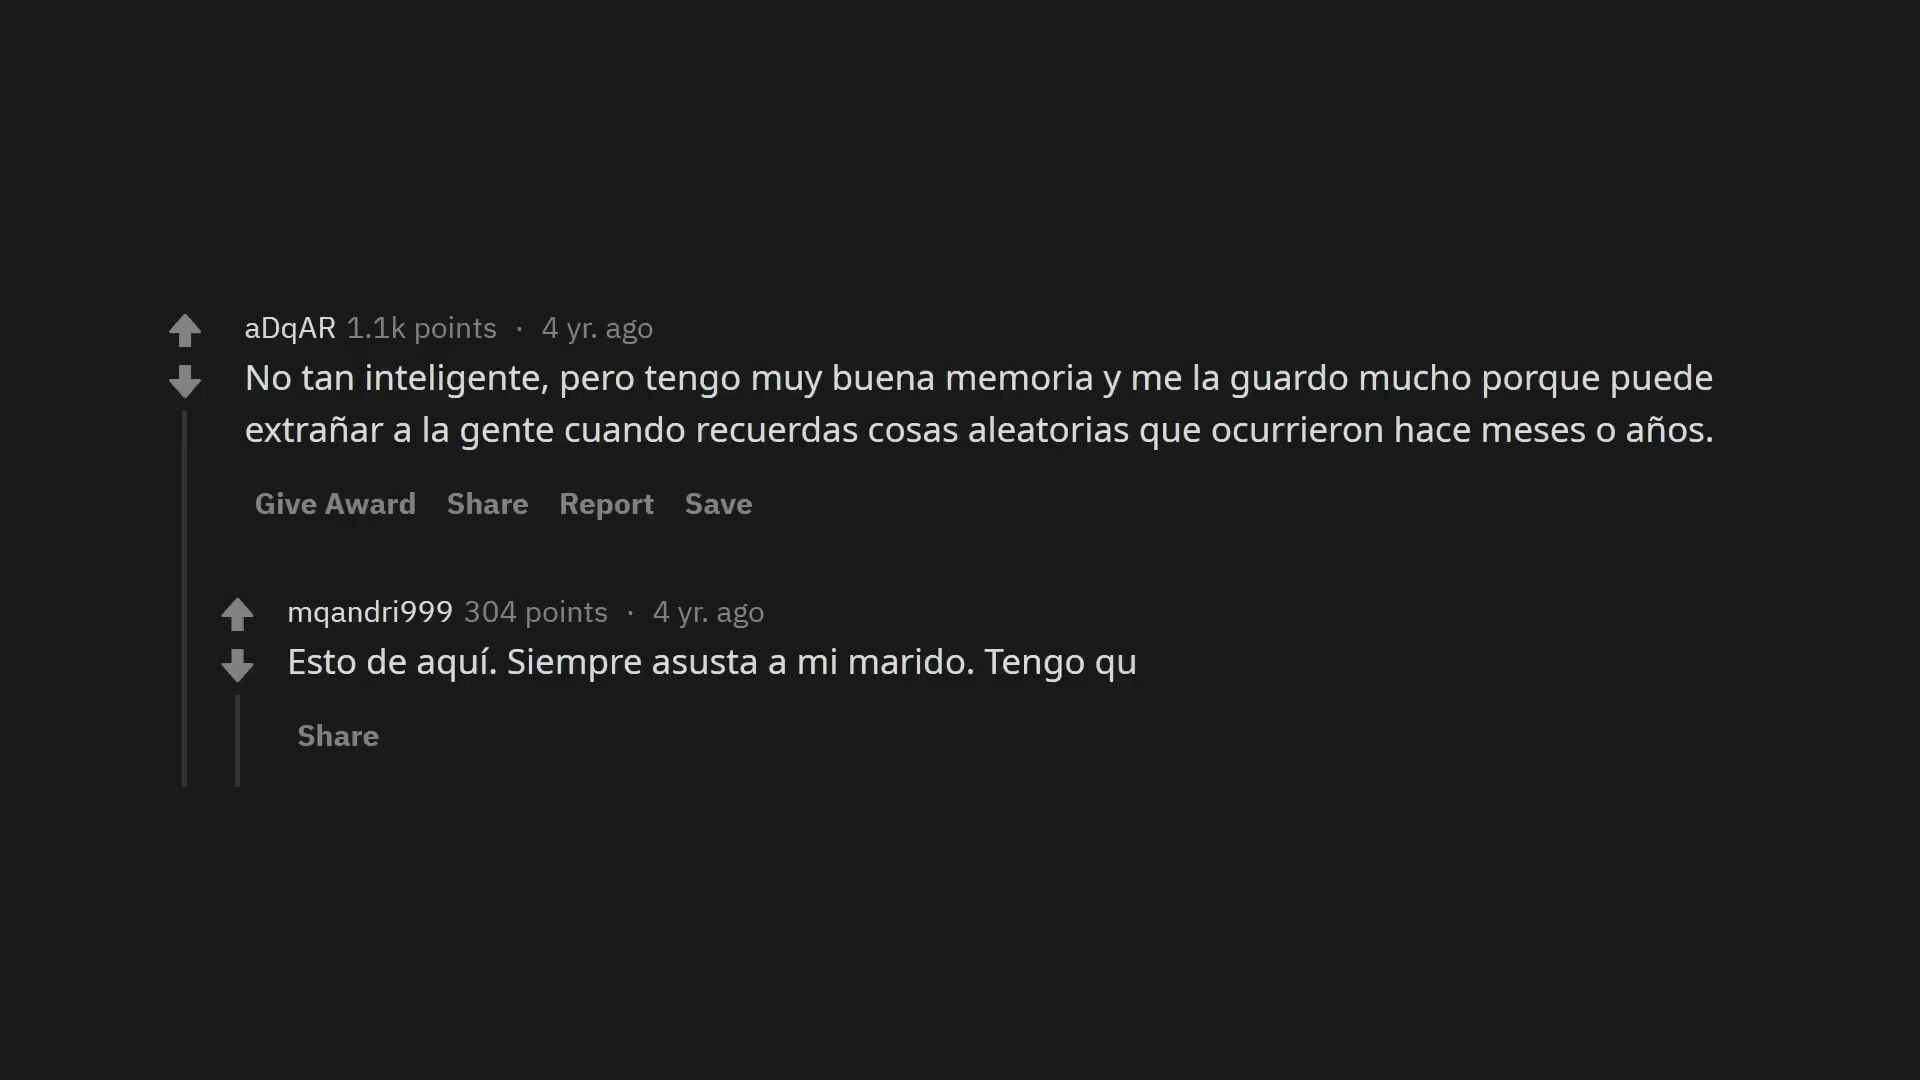 aDqAR 1.1k points · 4 yr. ago
No tan inteligente, pero tengo muy buena memoria y me la guardo mucho porque puede
extrañar a la gente cuando recuerdas cosas aleatorias que ocurrieron hace meses o años.
Give Award Share Report Save
mqandri999 304 points · 4 yr. ago
Esto de aquí. Siempre asusta a mi marido. Tengo qu
Share